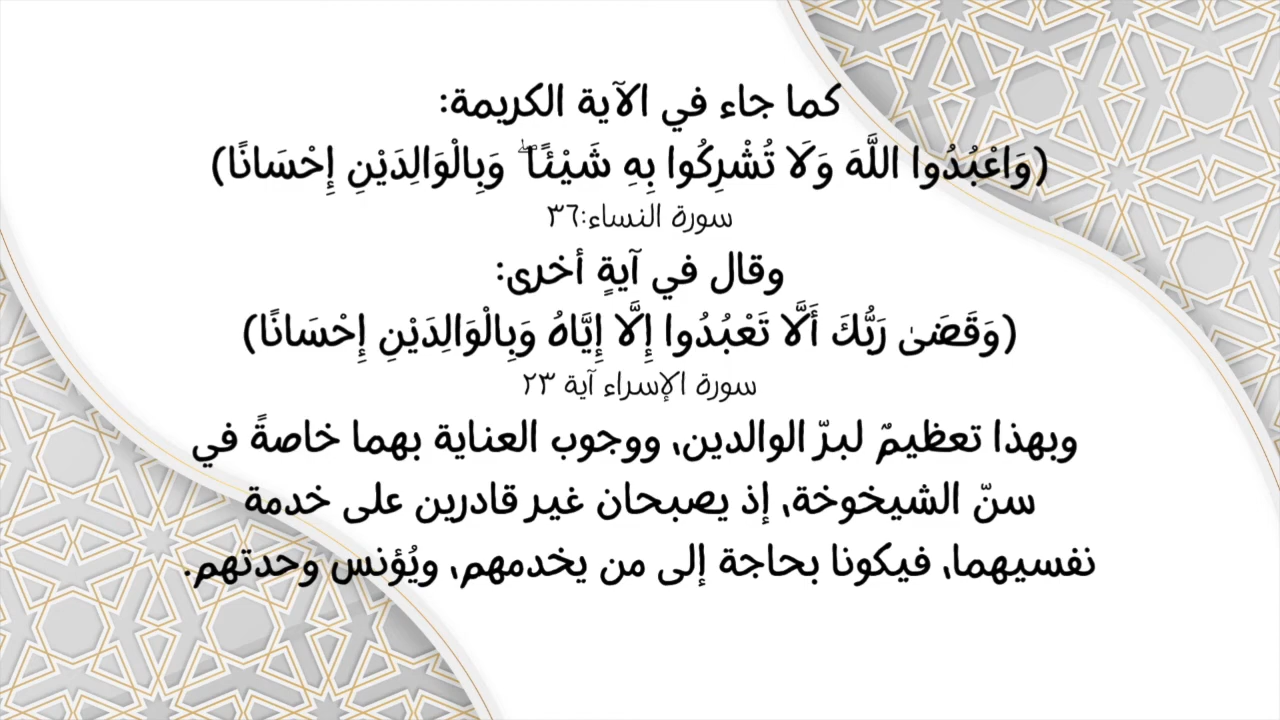 كما جاء في الآية الكريمة:
(وَاعْبُدُوا اللَّهَ وَلَا تُشْرِكُوا بِهِ شَيْئًا ۖ وَبِالْوَالِدَيْنِ إِحْسَانًا)
سورة النساء:٣٦
وقال في آيةٍ أخرى:
(وَقَضَىٰ رَبُّكَ أَلَّا تَعْبُدُوا إِلَّا إِيَّاهُ وَبِالْوَالِدَيْنِ إِحْسَانًا)
سورة الإسراء آية ٢٣
وبهذا تعظيمٌ لبرّ الوالدين، ووجوب العناية بهما خاصةً في
سنّ الشيخوخة، إذ يصبحان غير قادرين على خدمة
نفسيهما، فيكونا بحاجة إلى من يخدمهم، ويُؤنس وحدتهم.